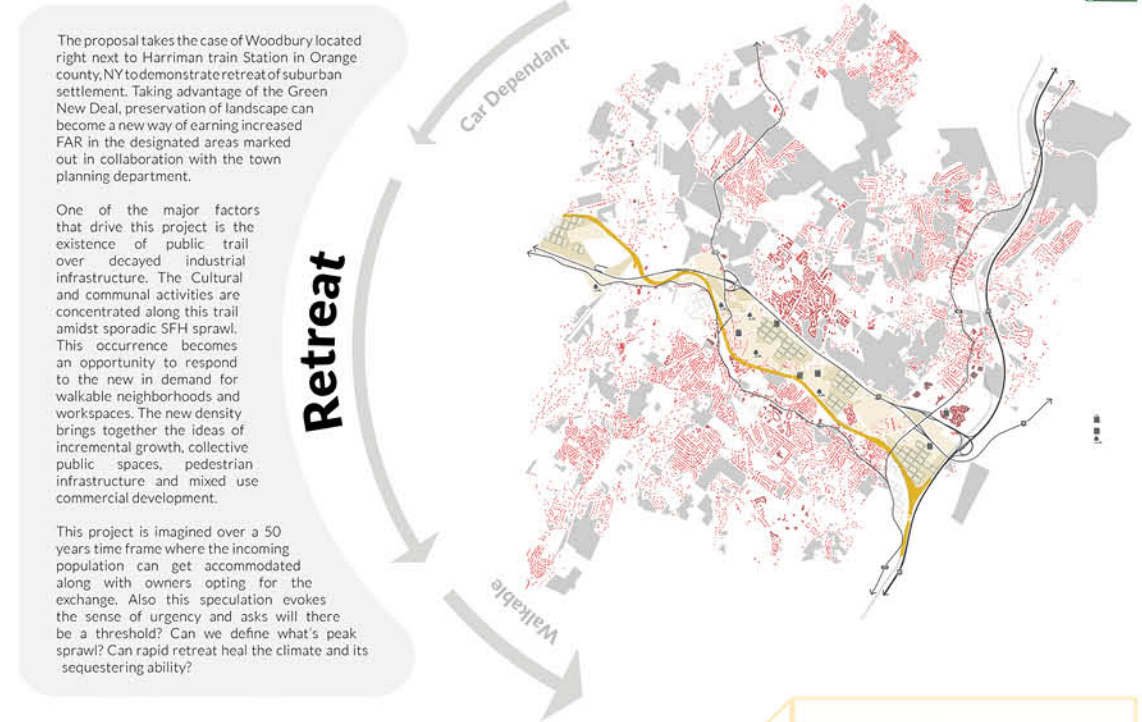 The proposal takes the case of Woodbury located
right next to Harriman train Station in Orange
county, NY to demonstrate retreat of suburban
settlement. Taking advantage of the Green
New Deal, preservation of landscape can
become a new way of earning increased
FAR in the designated areas marked
out in collaboration with the town
planning department.
One of the major factors
that drive this project is the
existence of public trail
over decayed industrial
infrastructure. The Cultural
and communal activities are
concentrated along this trail
amidst sporadic SFH sprawl.
This occurrence becomes
an opportunity to respond
to the new in demand for
walkable neighborhoods and
workspaces. The new density
brings together the ideas of
incremental growth, collective
public spaces, pedestrian
infrastructure and mixed use
commercial development.
This project is imagined over a 50
years time frame where the incoming
population can get accommodated
along with owners opting for the
exchange. Also this speculation evokes
the sense of urgency and asks will there
be a threshold? Can we define what's peak
sprawl? Can rapid retreat heal the climate and its
sequestering ability?
Retreat
Car Dependant
Walkable